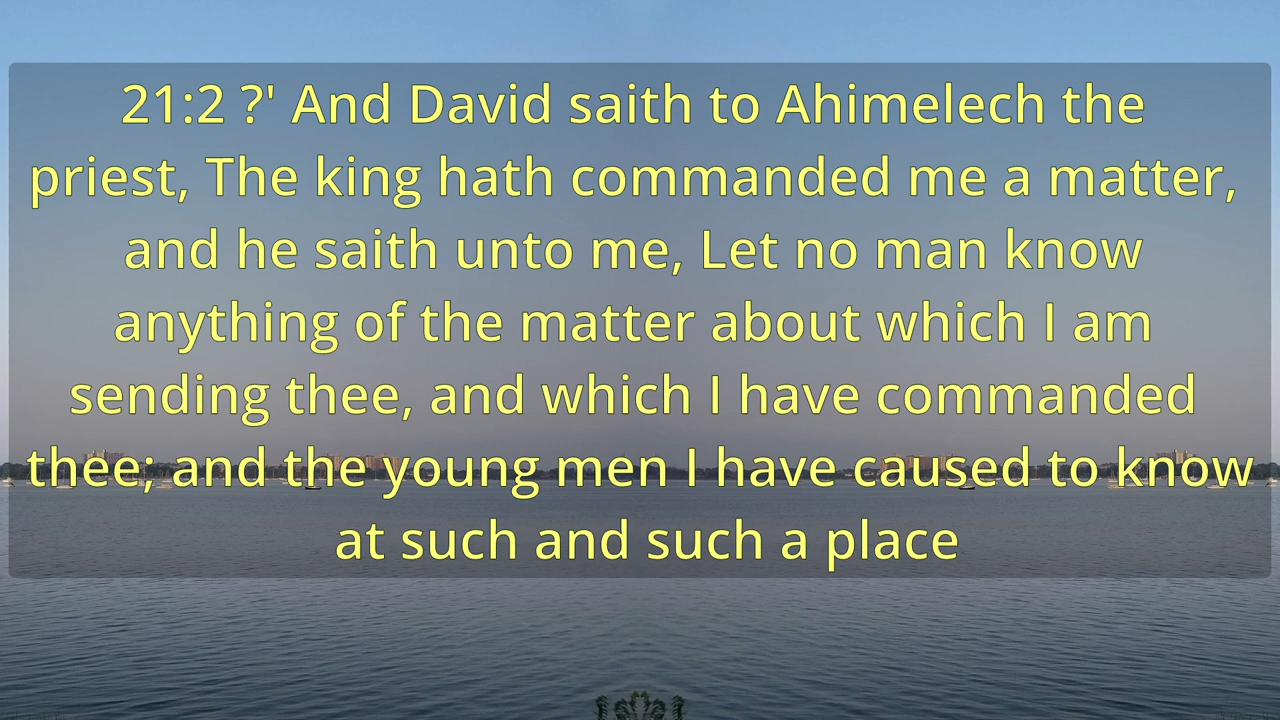 21:2 ?' And David saith to Ahimelech the
priest, The king hath commanded me a matter,
and he saith unto me, Let no man know
anything of the matter about which I am
sending thee, and which I have commanded
thee; and the young men I have caused to know
at such and such a place